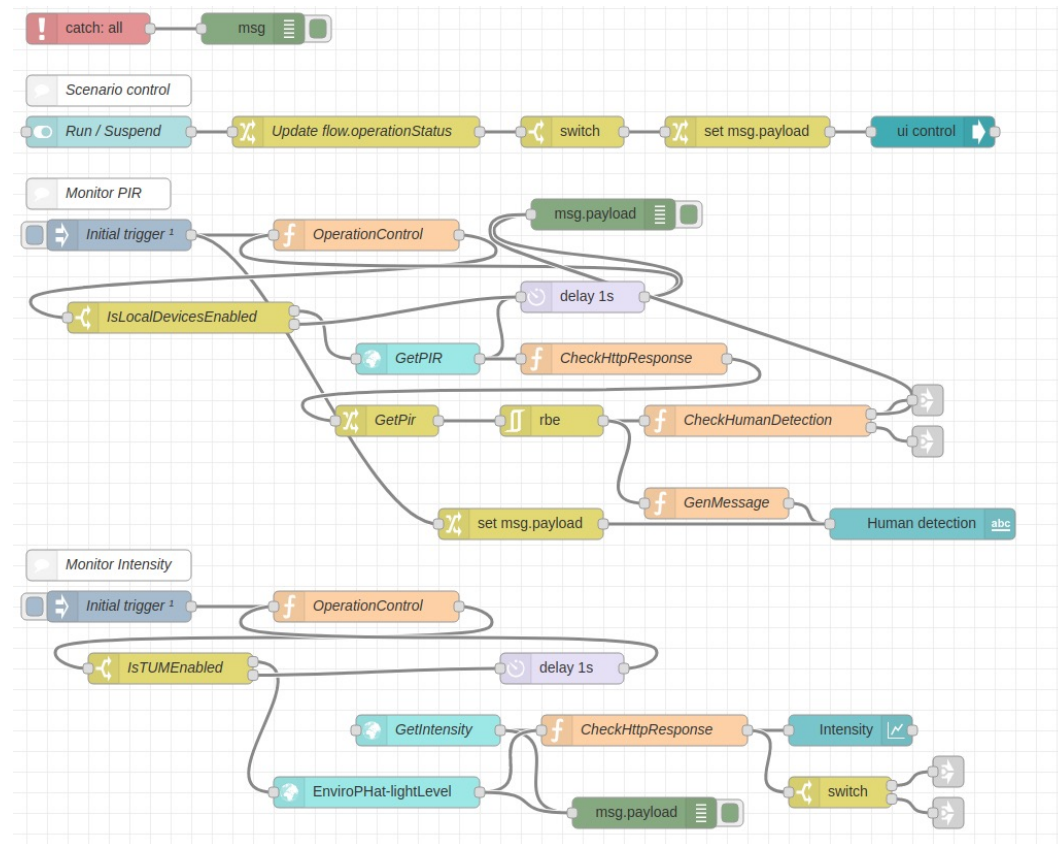 catch: all
msg
Scenario control
Run / Suspend
Update flow.operationStatus
switch
set msg.payload
ui control
Monitor PIR
msg.payload
Initial trigger ¹
OperationControl
delay 1s
IsLocalDevicesEnabled
GetPIR
CheckHttpResponse
GetPir
rbe
CheckHumanDetection
GenMessage
set msg.payload
Human detection
abc
Monitor Intensity
Initial trigger ¹
OperationControl
IsTUMEnabled
delay 1s
GetIntensity
CheckHttpResponse
Intensity
EnviroPHat-lightLevel
switch
msg.payload